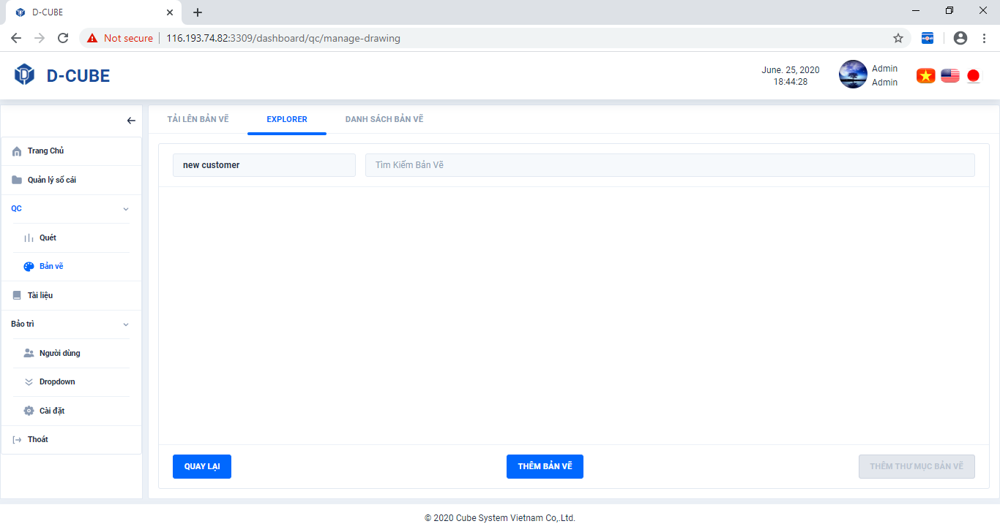 D-CUBE
Not secure
116.193.74.82:3309/dashboard/qc/manage-drawing
D-CUBE
June. 25, 2020
18:44:28
Admin
Admin
TẢI LÊN BẢN VẼ
EXPLORER
DANH SÁCH BẢN VẼ
Trang Chủ
Quản lý sổ cái
QC
Quét
Bản vẽ
Tài liệu
Bảo trì
Người dùng
Dropdown
Cài đặt
Thoát
new customer
Tìm Kiếm Bản Vẽ
QUAY LẠI
THÊM BẢN VẼ
THÊM THƯ MỤC BẢN VẼ
© 2020 Cube System Vietnam Co,.Ltd.